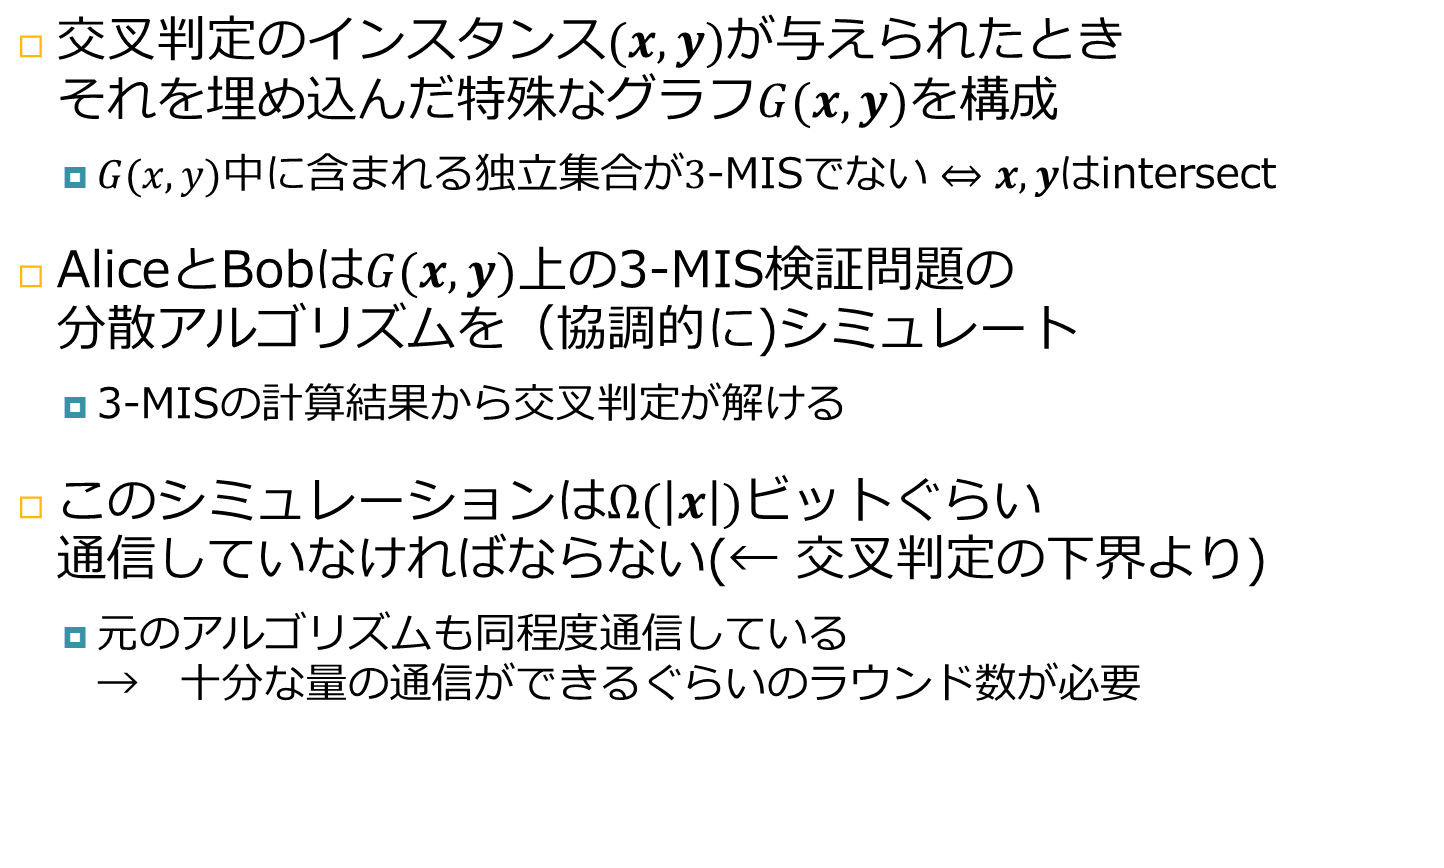 交叉判定のインスタンス(𝒙, 𝒚)が与えられたとき
それを埋め込んだ特殊なグラフ𝐺(𝒙, 𝒚)を構成
𝐺(𝑥, 𝑦)中に含まれる独立集合が3-MISでない ⇔ 𝒙, 𝒚はintersect
AliceとBobは𝐺(𝒙, 𝒚)上の3-MIS検証問題の
分散アルゴリズムを（協調的に)シミュレート
3-MISの計算結果から交叉判定が解ける
このシミュレーションはΩ(|𝒙|)ビットぐらい
通信していなければならない(← 交叉判定の下界より)
元のアルゴリズムも同程度通信している
→　十分な量の通信ができるぐらいのラウンド数が必要